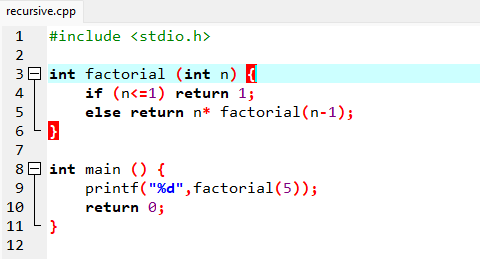 recursive.cpp
1 #include <stdio.h>
2
3 int factorial (int n) {
4 if (n<=1) return 1;
5 else return n* factorial(n-1);
6 }
7
8 int main () {
9 printf("%d",factorial(5));
10 return 0;
11 }
12